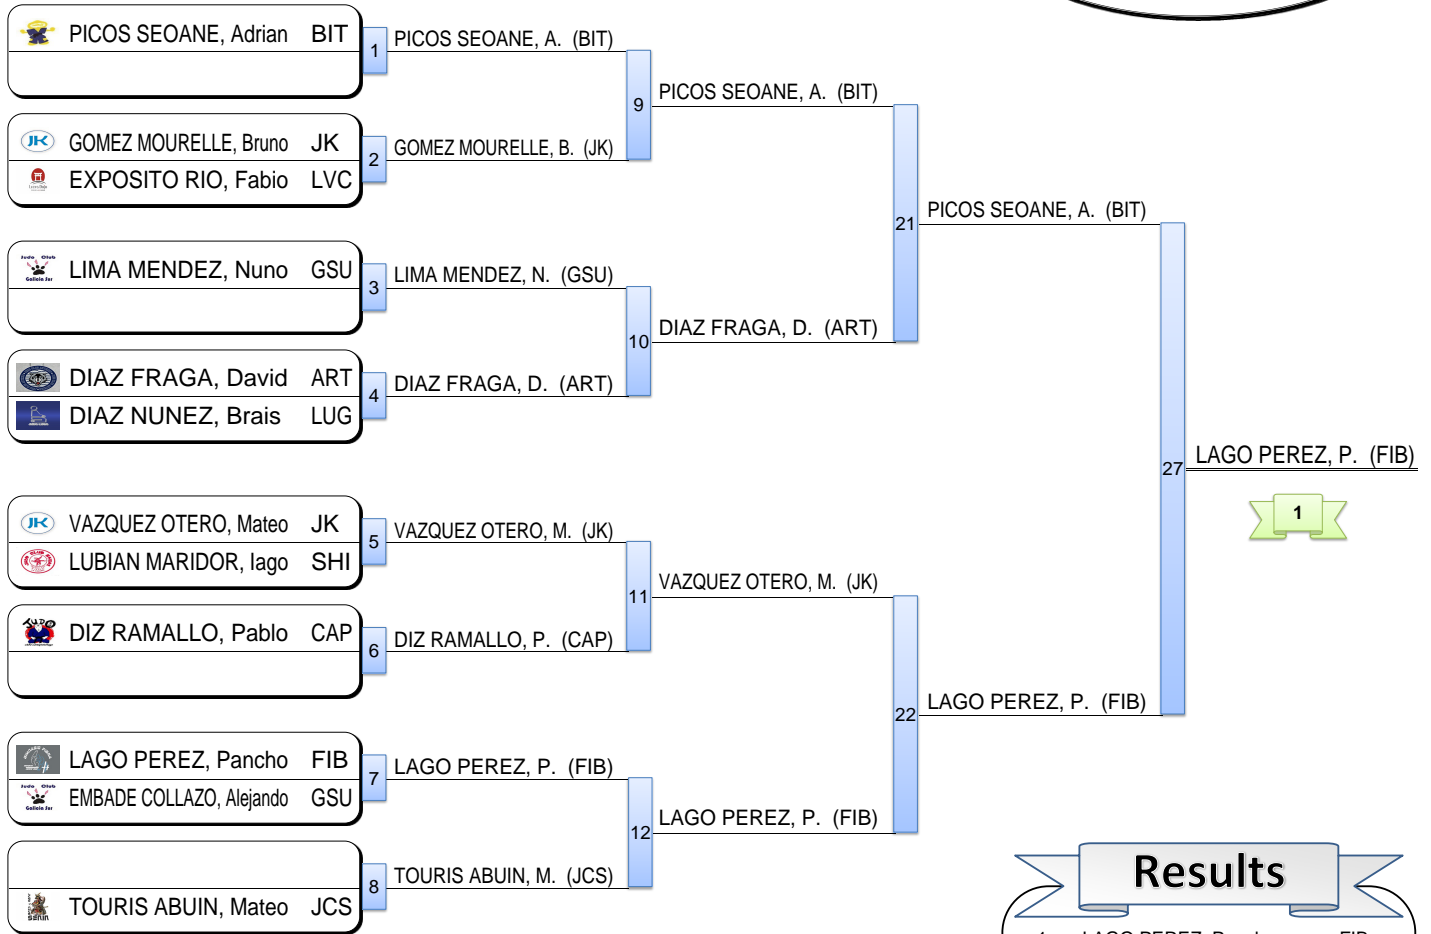 PICOS SEOANE, Adrian BIT
1
PICOS SEOANE, A. (BIT)
9
PICOS SEOANE, A. (BIT)
GOMEZ MOURELLE, Bruno JK
EXPOSITO RIO, Fabio LVC
2
GOMEZ MOURELLE, B. (JK)
21
PICOS SEOANE, A. (BIT)
LIMA MENDEZ, Nuno GSU
3
LIMA MENDEZ, N. (GSU)
10
DIAZ FRAGA, D. (ART)
DIAZ FRAGA, David ART
DIAZ NUNEZ, Brais LUG
4
DIAZ FRAGA, D. (ART)
27
LAGO PEREZ, P. (FIB)
1
VAZQUEZ OTERO, Mateo JK
LUBIAN MARIDOR, Iago SHI
5
VAZQUEZ OTERO, M. (JK)
11
VAZQUEZ OTERO, M. (JK)
DIZ RAMALLO, Pablo CAP
6
DIZ RAMALLO, P. (CAP)
22
LAGO PEREZ, P. (FIB)
LAGO PEREZ, Pancho FIB
EMBADE COLLAZO, Alejando GSU
7
LAGO PEREZ, P. (FIB)
12
LAGO PEREZ, P. (FIB)
TOURIS ABUIN, Mateo JCS
8
TOURIS ABUIN, M. (JCS)
Results